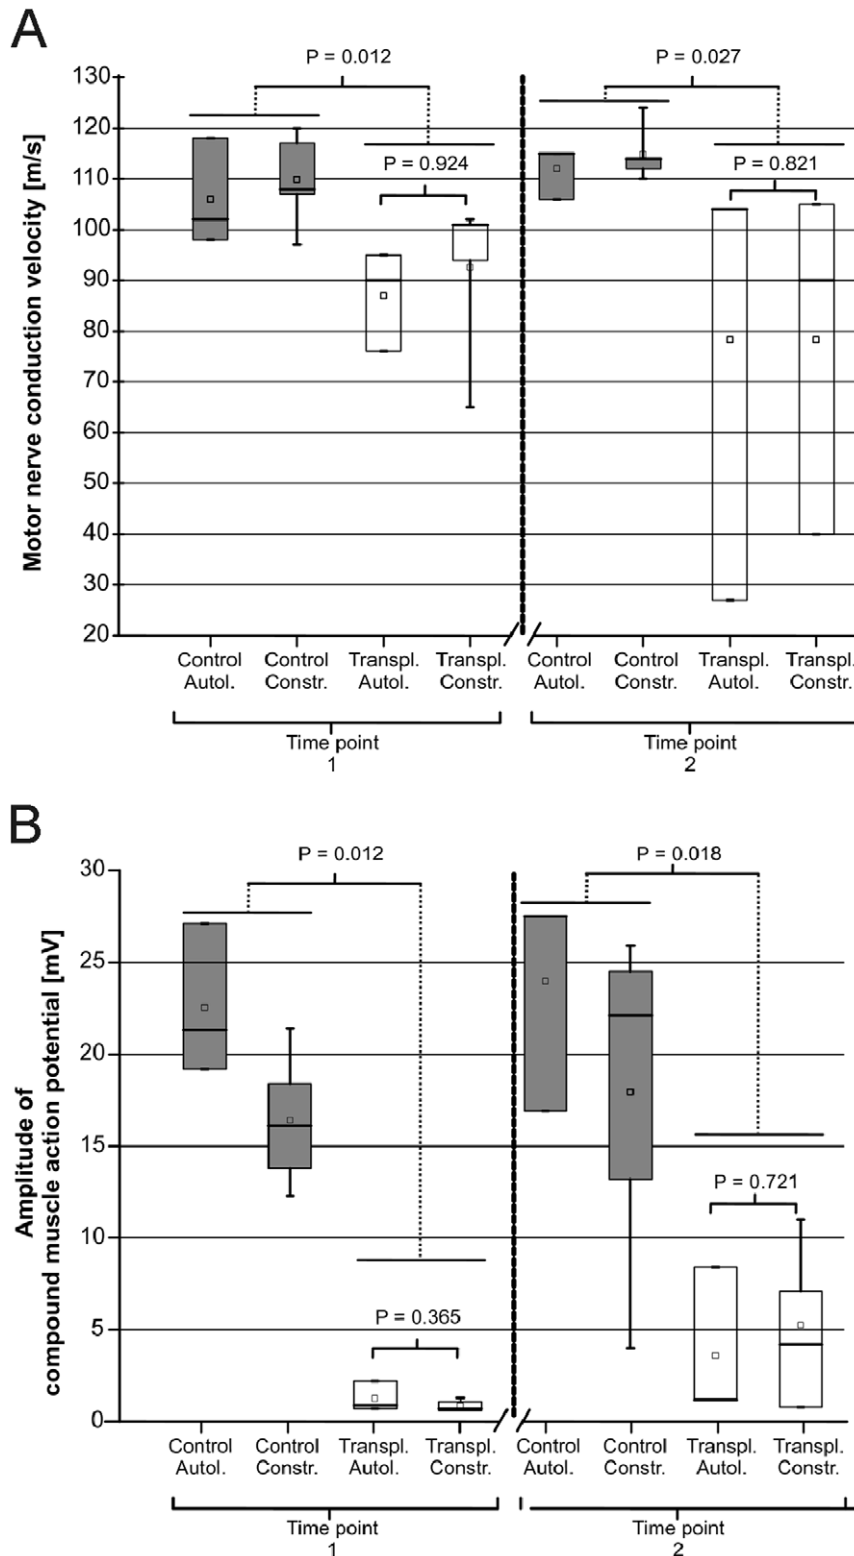 A
P = 0.012
P = 0.027
Motor nerve conduction velocity [m/s]
130
120
110
100
90
80
70
60
50
40
30
20
P = 0.924
P = 0.821
Control Autol.
Control Constr.
Transpl. Autol.
Transpl. Constr.
Control Autol.
Control Constr.
Transpl. Autol.
Transpl. Constr.
Time point
1
Time point
2
B
P = 0.012
P = 0.018
Amplitude of
compound muscle action potential [mV]
30
25
20
15
10
5
0
P = 0.365
P = 0.721
Control Autol.
Control Constr.
Transpl. Autol.
Transpl. Constr.
Control Autol.
Control Constr.
Transpl. Autol.
Transpl. Constr.
Time point
1
Time point
2